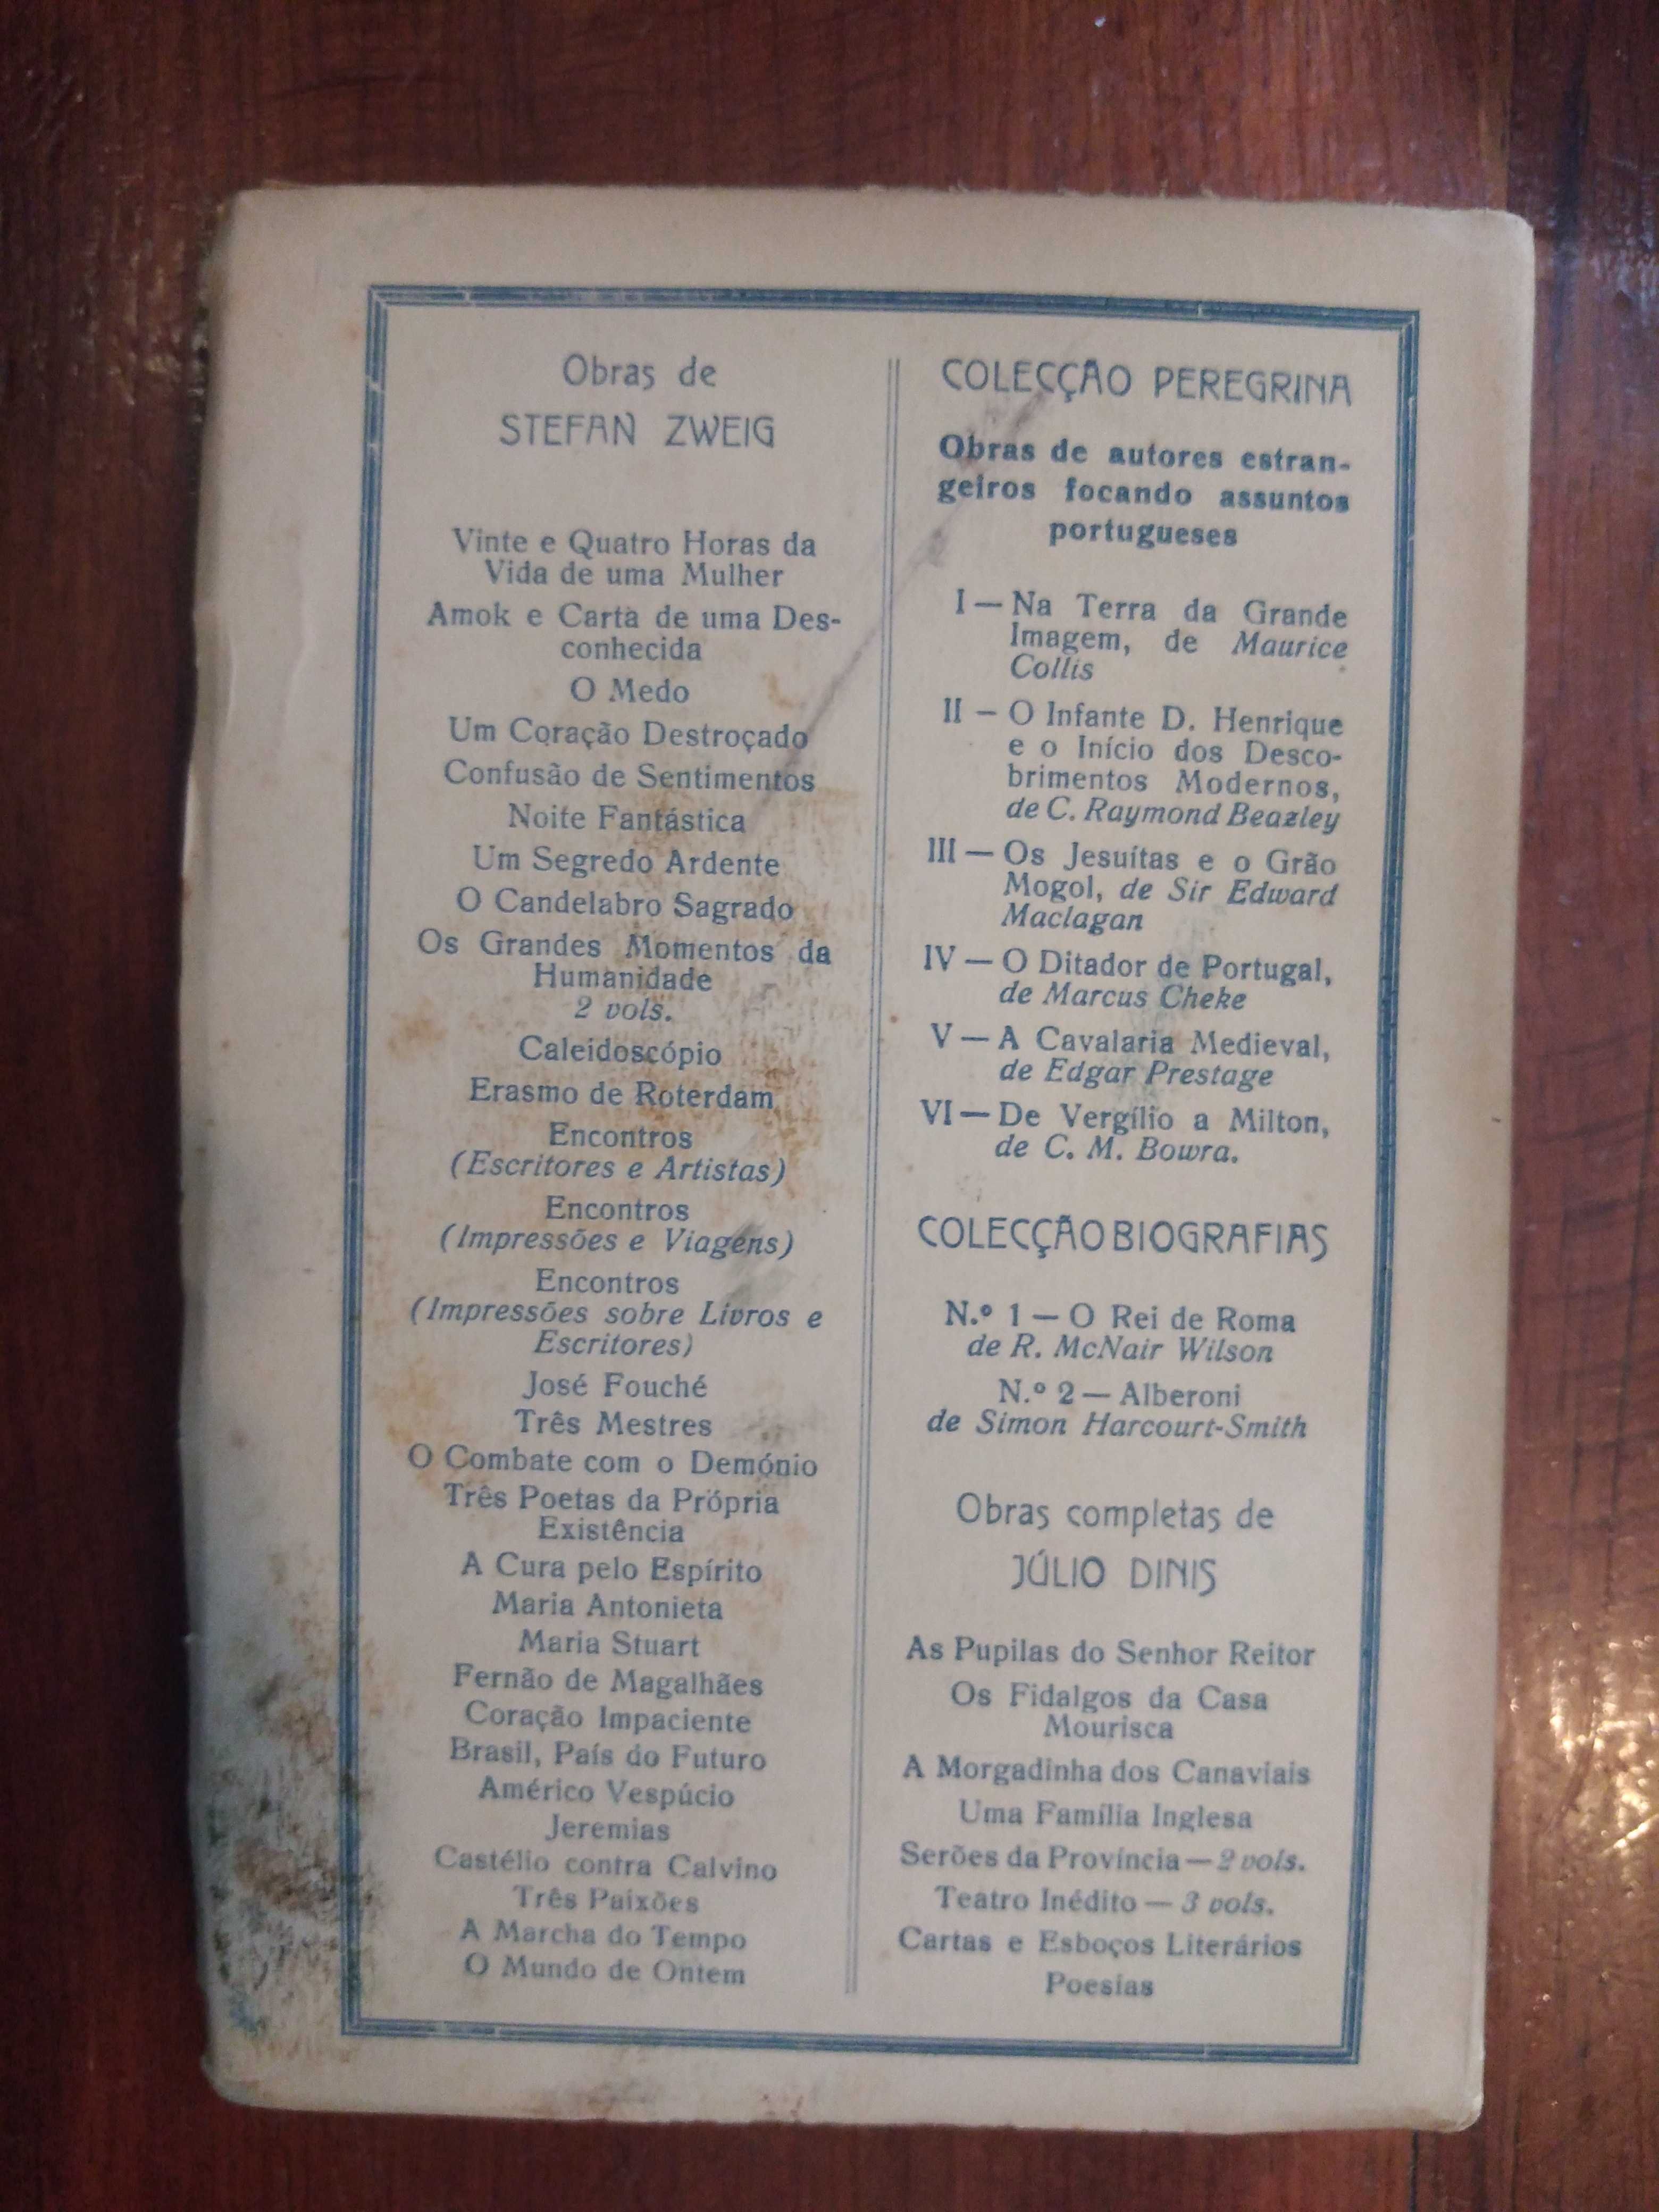 Obras de
STEFAN ZWEIG
Vinte e Quatro Horas da
Vida de uma Mulher
Amok e Carta de uma Des-
conhecida
O Medo
Um Coração Destroçado
Confusão de Sentimentos
Noite Fantástica
Um Segredo Ardente
O Candelabro Sagrado
Os Grandes Momentos da
Humanidade
2 vols.
Caleidoscópio
Erasmo de Roterdam
Encontros
(Escritores e Artistas)
Encontros
(Impressões e Viagens)
Encontros
(Impressões sobre Livros e
Escritores)
José Fouché
Três Mestres
O Combate com o Demónio
Três Poetas da Própria
Existência
A Cura pelo Espírito
Maria Antonieta
Maria Stuart
Fernão de Magalhães
Coração Impaciente
Brasil, País do Futuro
Américo Vespúcio
Jeremias
Castélio contra Calvino
Três Paixões
A Marcha do Tempo
O Mundo de Ontem
COLECÇÃO PEREGRINA
Obras de autores estran-
geiros focando assuntos
portugueses
I — Na Terra da Grande
Imagem, de Maurice
Collis
II — O Infante D. Henrique
e o Início dos Desco-
brimentos Modernos,
de C. Raymond Beazley
III — Os Jesuítas e o Grão
Mogol, de Sir Edward
Maclagan
IV — O Ditador de Portugal,
de Marcus Cheke
V — A Cavalaria Medieval,
de Edgar Prestage
VI — De Vergílio a Milton,
de C. M. Bowra.
COLECÇÃO BIOGRAFIAS
N.º 1 — O Rei de Roma
de R. McNair Wilson
N.º 2 — Alberoni
de Simon Harcourt-Smith
Obras completas de
JÚLIO DINIS
As Pupilas do Senhor Reitor
Os Fidalgos da Casa
Mourisca
A Morgadinha dos Canaviais
Uma Família Inglesa
Serões da Província — 2 vols.
Teatro Inédito — 3 vols.
Cartas e Esboços Literários
Poesias